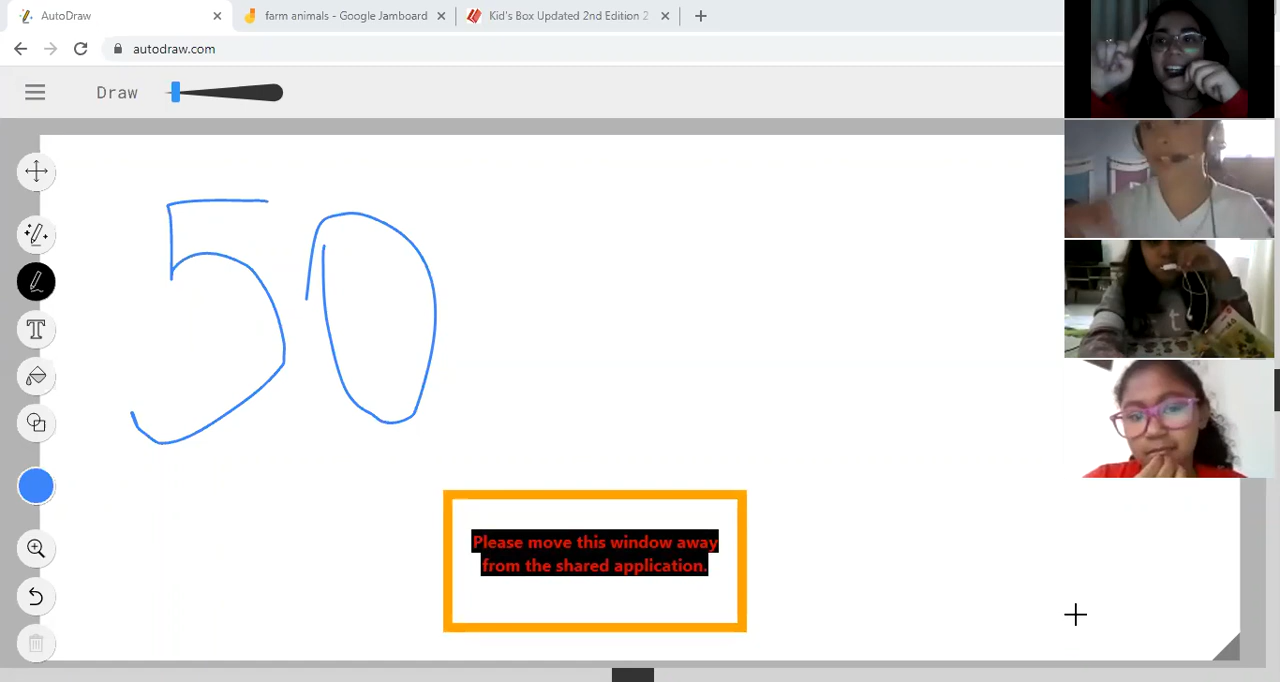 AutoDraw
farm animals - Google Jamboard
Kid's Box Updated 2nd Edition 2
autodraw.com
Draw
50
Please move this window away
from the shared application.